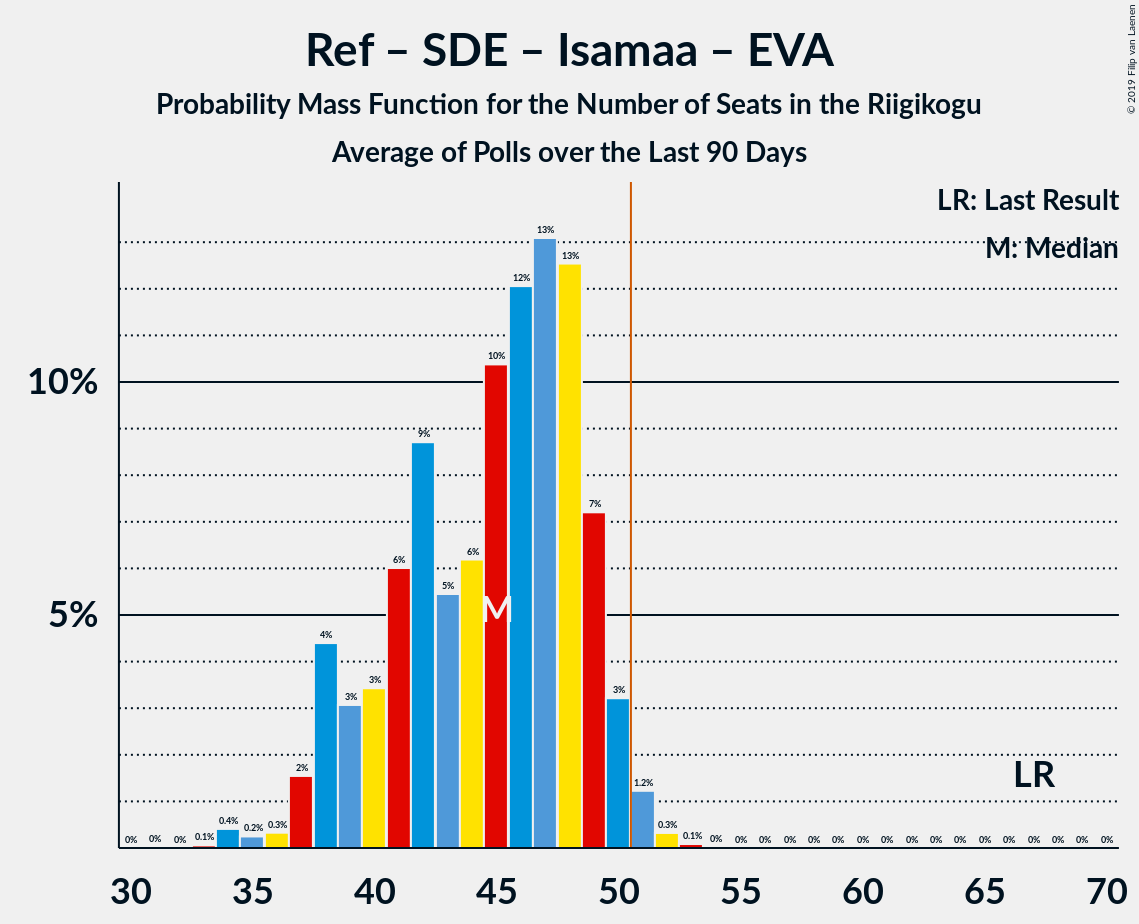 Ref – SDE – Isamaa – EVA
Probability Mass Function for the Number of Seats in the Riigikogu
Average of Polls over the Last 90 Days
© 2019 Filip van Laenen
LR: Last Result
M: Median
10%
5%
0% 0% 0% 0.1% 0.4% 0.2% 0.3% 2% 4% 3% 3% 6% 9% 5% 6% 10% 12% 13% 13% 7% 3% 1.2% 0.3% 0.1% 0% 0% 0% 0% 0% 0% 0% 0% 0% 0% 0% 0% 0% 0% 0% 0% 0%
M
LR
30 35 40 45 50 55 60 65 70